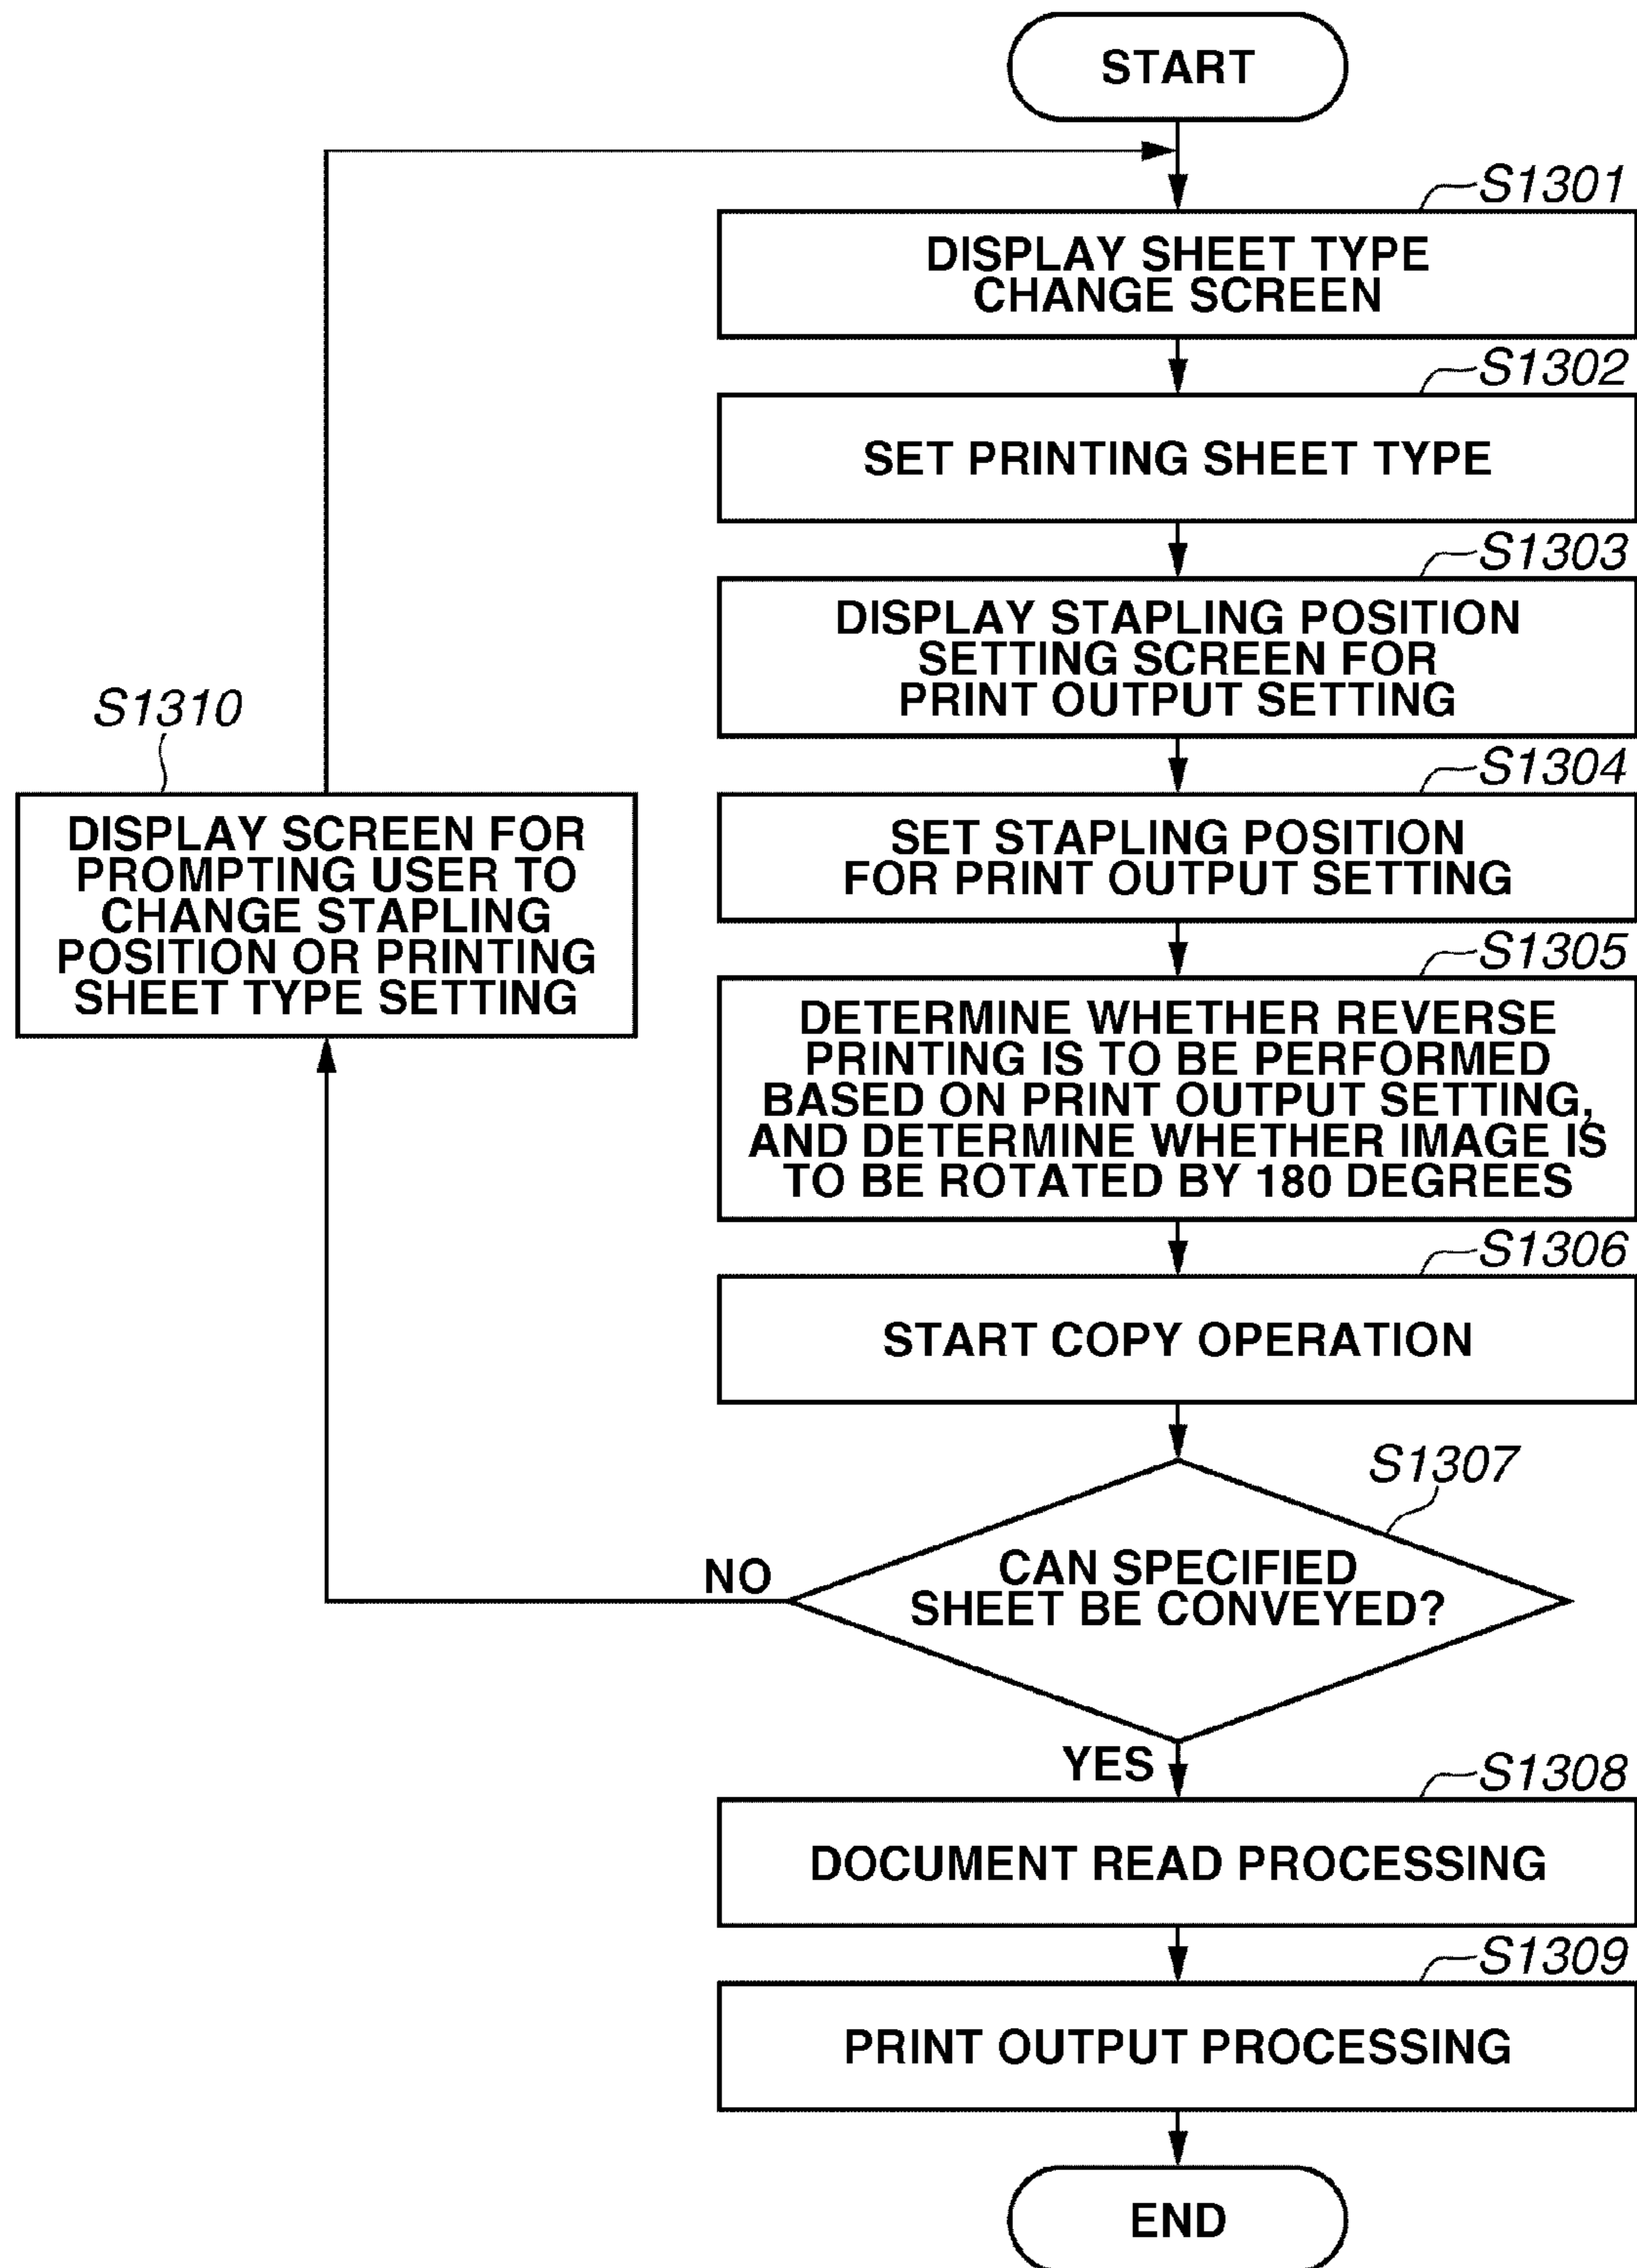 START
S1301
DISPLAY SHEET TYPE
CHANGE SCREEN
S1302
SET PRINTING SHEET TYPE
S1303
DISPLAY STAPLING POSITION
SETTING SCREEN FOR
PRINT OUTPUT SETTING
S1304
SET STAPLING POSITION
FOR PRINT OUTPUT SETTING
S1305
DETERMINE WHETHER REVERSE
PRINTING IS TO BE PERFORMED
BASED ON PRINT OUTPUT SETTING,
AND DETERMINE WHETHER IMAGE IS
TO BE ROTATED BY 180 DEGREES
S1306
START COPY OPERATION
S1307
CAN SPECIFIED
SHEET BE CONVEYED?
NO
S1310
DISPLAY SCREEN FOR
PROMPTING USER TO
CHANGE STAPLING
POSITION OR PRINTING
SHEET TYPE SETTING
YES
S1308
DOCUMENT READ PROCESSING
S1309
PRINT OUTPUT PROCESSING
END